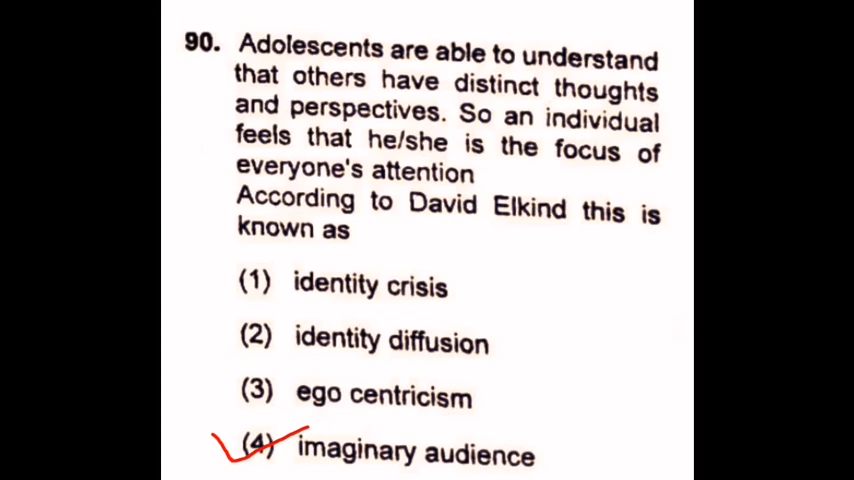 90. Adolescents are able to understand
that others have distinct thoughts
and perspectives. So an individual
feels that he/she is the focus of
everyone's attention
According to David Elkind this is
known as
(1) identity crisis
(2) identity diffusion
(3) ego centricism
(4) imaginary audience